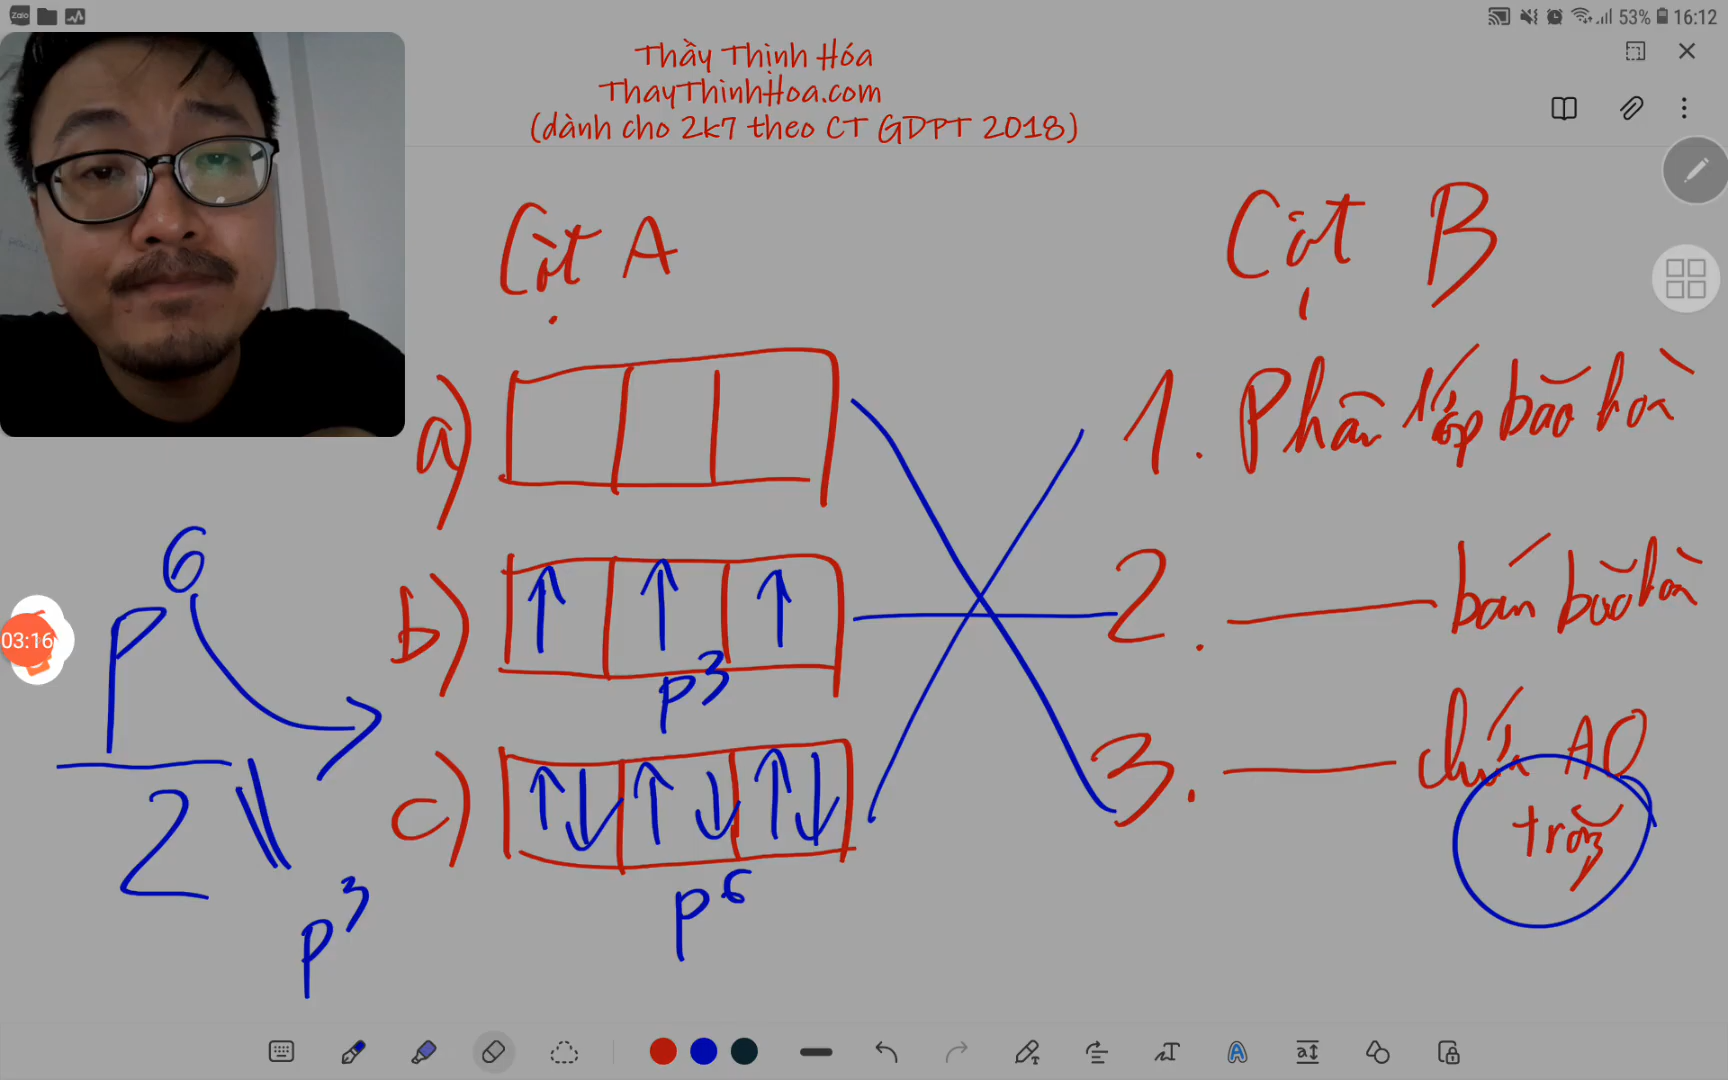 Zalo
53% 16:12
Thầy Thịnh Hóa
ThayThinhHoa.com
(dành cho 2k7 theo CT GDPT 2018)
Cột A
Cột B
a)
1. Phân lớp bão hòa
b)
p3
2. bán bão hòa
c)
p6
3. chứa AO
trống
03:16
p6
2
p3